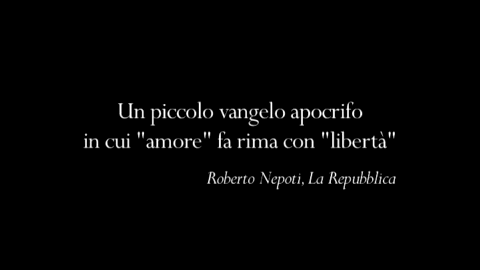 Un piccolo vangelo apocrifo
in cui "amore" fa rima con "libertà"
Roberto Nepoti, La Repubblica